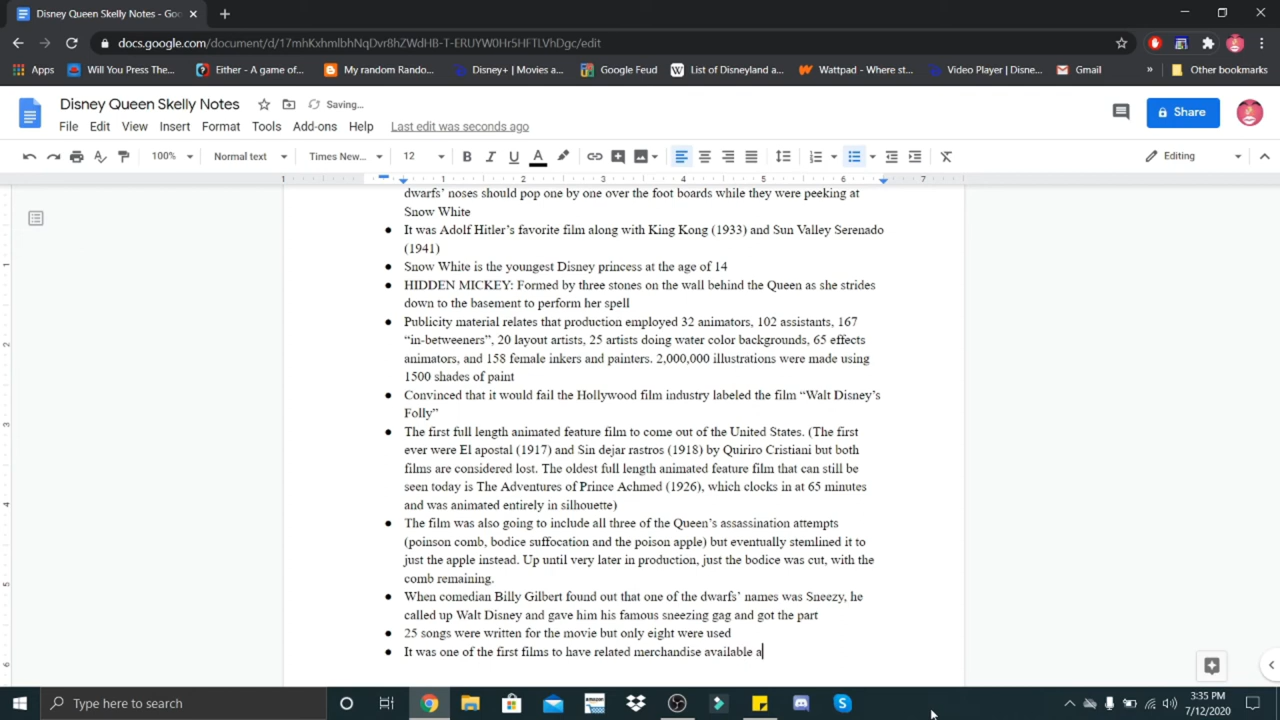 Disney Queen Skelly Notes - Goo
docs.google.com/document/d/17mhKxhmlbhNqDvr8hZWdHB-T-ERUYW0Hr5HFTLVhDgc/edit
Apps
Will You Press The...
Either - A game of...
My random Rando...
Disney+ | Movies a...
Google Feud
List of Disneyland a...
Wattpad - Where st...
Video Player | Disne...
Gmail
»
Other bookmarks
Disney Queen Skelly Notes
Saving...
File Edit View Insert Format Tools Add-ons Help Last edit was seconds ago
Share
100% Normal text Times New... 12 B I U A Editing
1 1 2 3 4 5 6 7
dwarfs' noses should pop one by one over the foot boards while they were peeking at
Snow White
● It was Adolf Hitler's favorite film along with King Kong (1933) and Sun Valley Serenado
(1941)
● Snow White is the youngest Disney princess at the age of 14
● HIDDEN MICKEY: Formed by three stones on the wall behind the Queen as she strides
down to the basement to perform her spell
● Publicity material relates that production employed 32 animators, 102 assistants, 167
“in-betweeners”, 20 layout artists, 25 artists doing water color backgrounds, 65 effects
animators, and 158 female inkers and painters. 2,000,000 illustrations were made using
1500 shades of paint
● Convinced that it would fail the Hollywood film industry labeled the film “Walt Disney’s
Folly”
● The first full length animated feature film to come out of the United States. (The first
ever were El apostal (1917) and Sin dejar rastros (1918) by Quiriro Cristiani but both
films are considered lost. The oldest full length animated feature film that can still be
seen today is The Adventures of Prince Achmed (1926), which clocks in at 65 minutes
and was animated entirely in silhouette)
● The film was also going to include all three of the Queen’s assassination attempts
(poinson comb, bodice suffocation and the poison apple) but eventually stemlined it to
just the apple instead. Up until very later in production, just the bodice was cut, with the
comb remaining.
● When comedian Billy Gilbert found out that one of the dwarfs’ names was Sneezy, he
called up Walt Disney and gave him his famous sneezing gag and got the part
● 25 songs were written for the movie but only eight were used
● It was one of the first films to have related merchandise available a
1
2
3
4
5
6
Type here to search
amazon
3:35 PM
7/12/2020